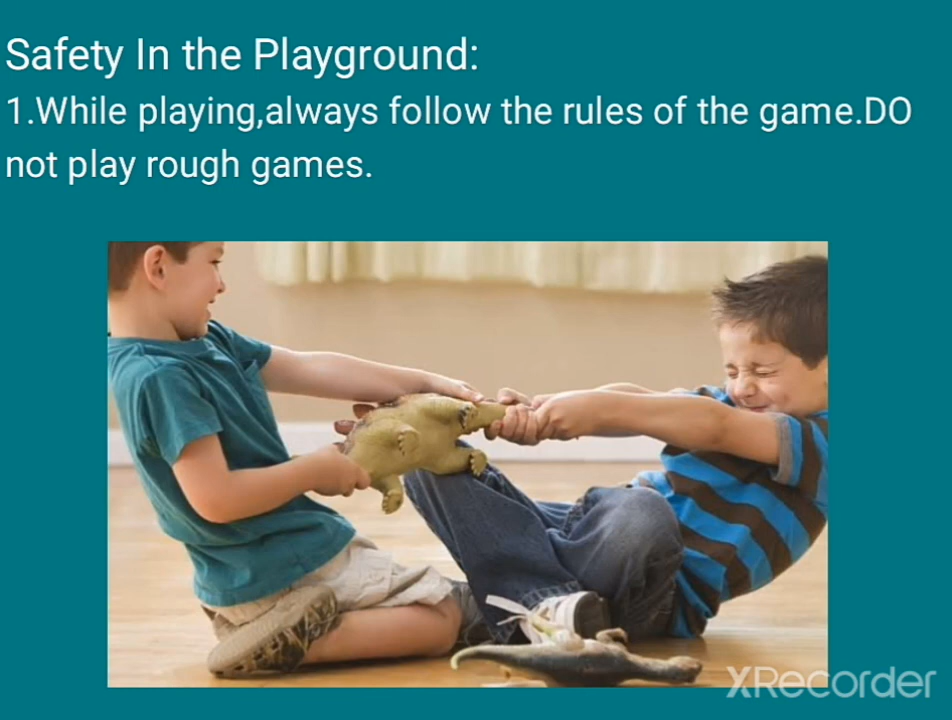 Safety In the Playground:
1.While playing,always follow the rules of the game.DO
not play rough games.
XRecorder